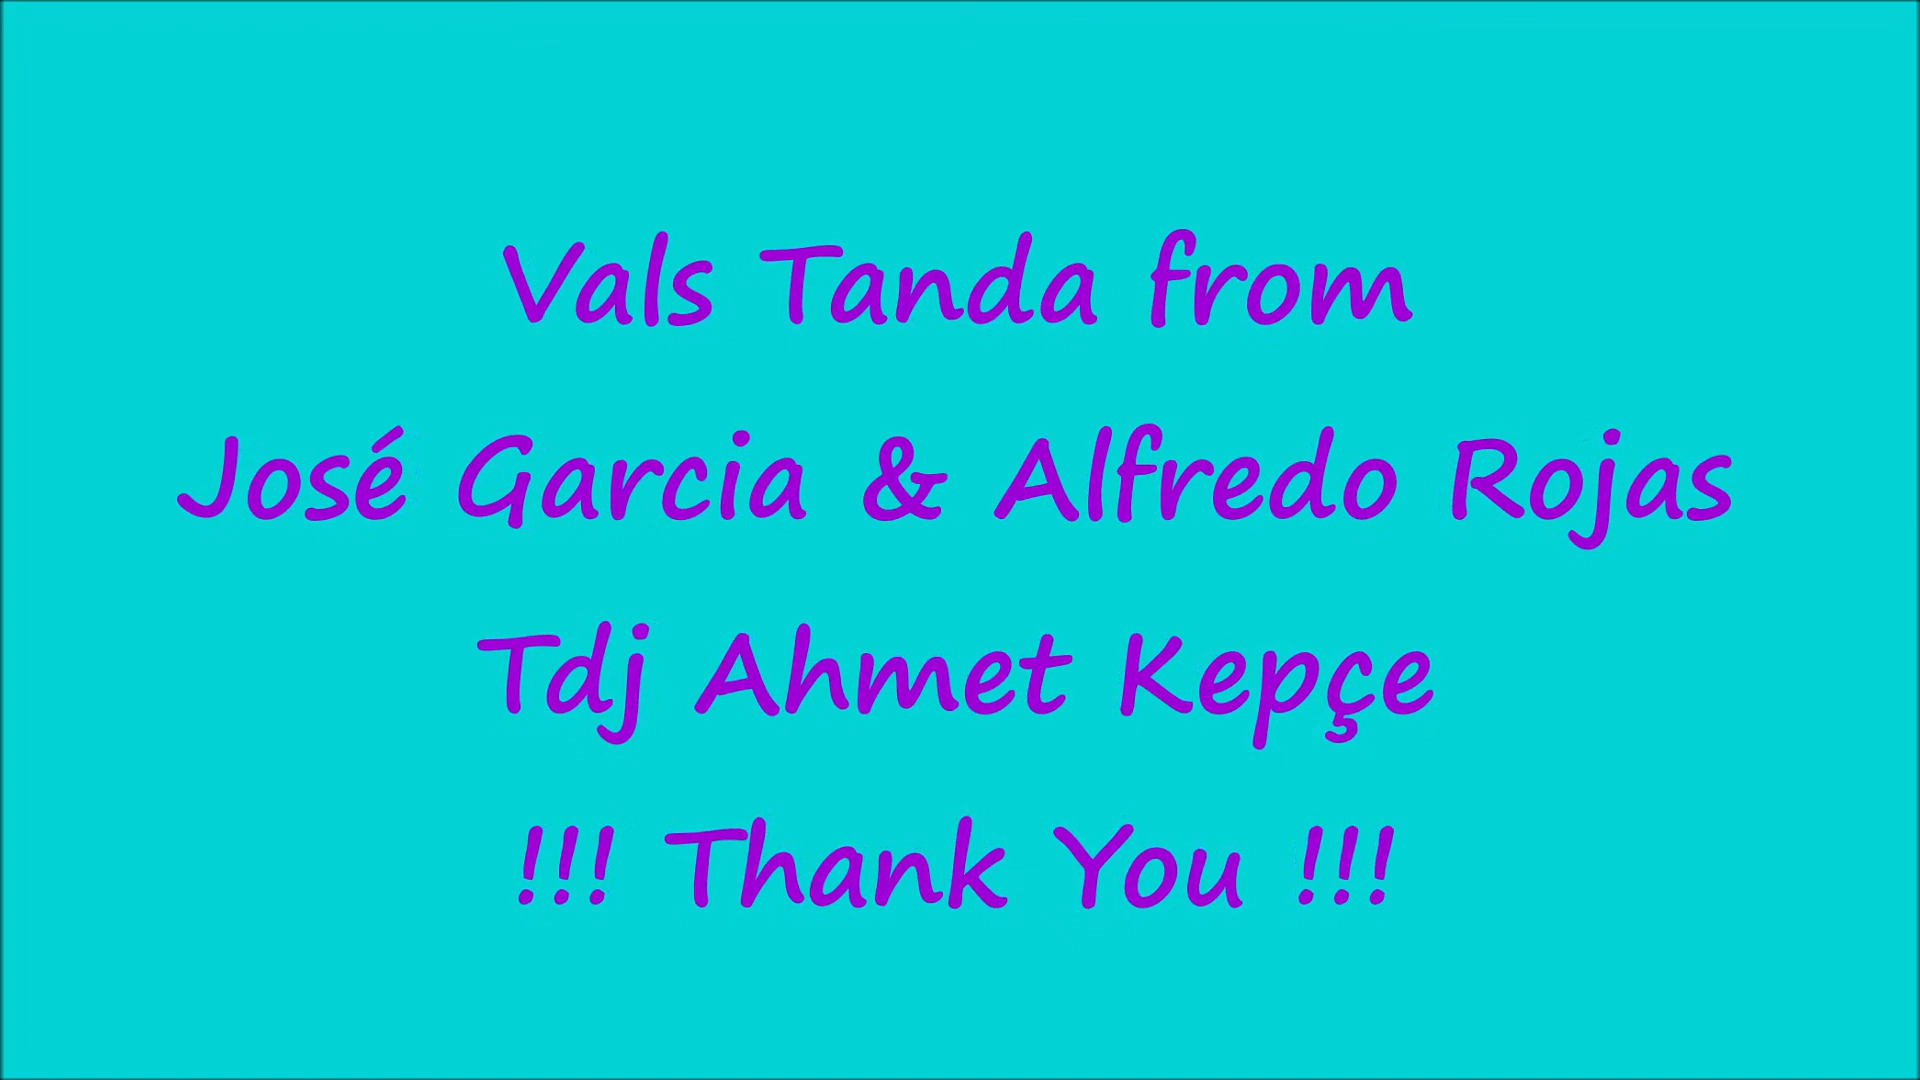 Vals Tanda from
José Garcia & Alfredo Rojas
Tdj Ahmet Kepçe
!!! Thank You !!!